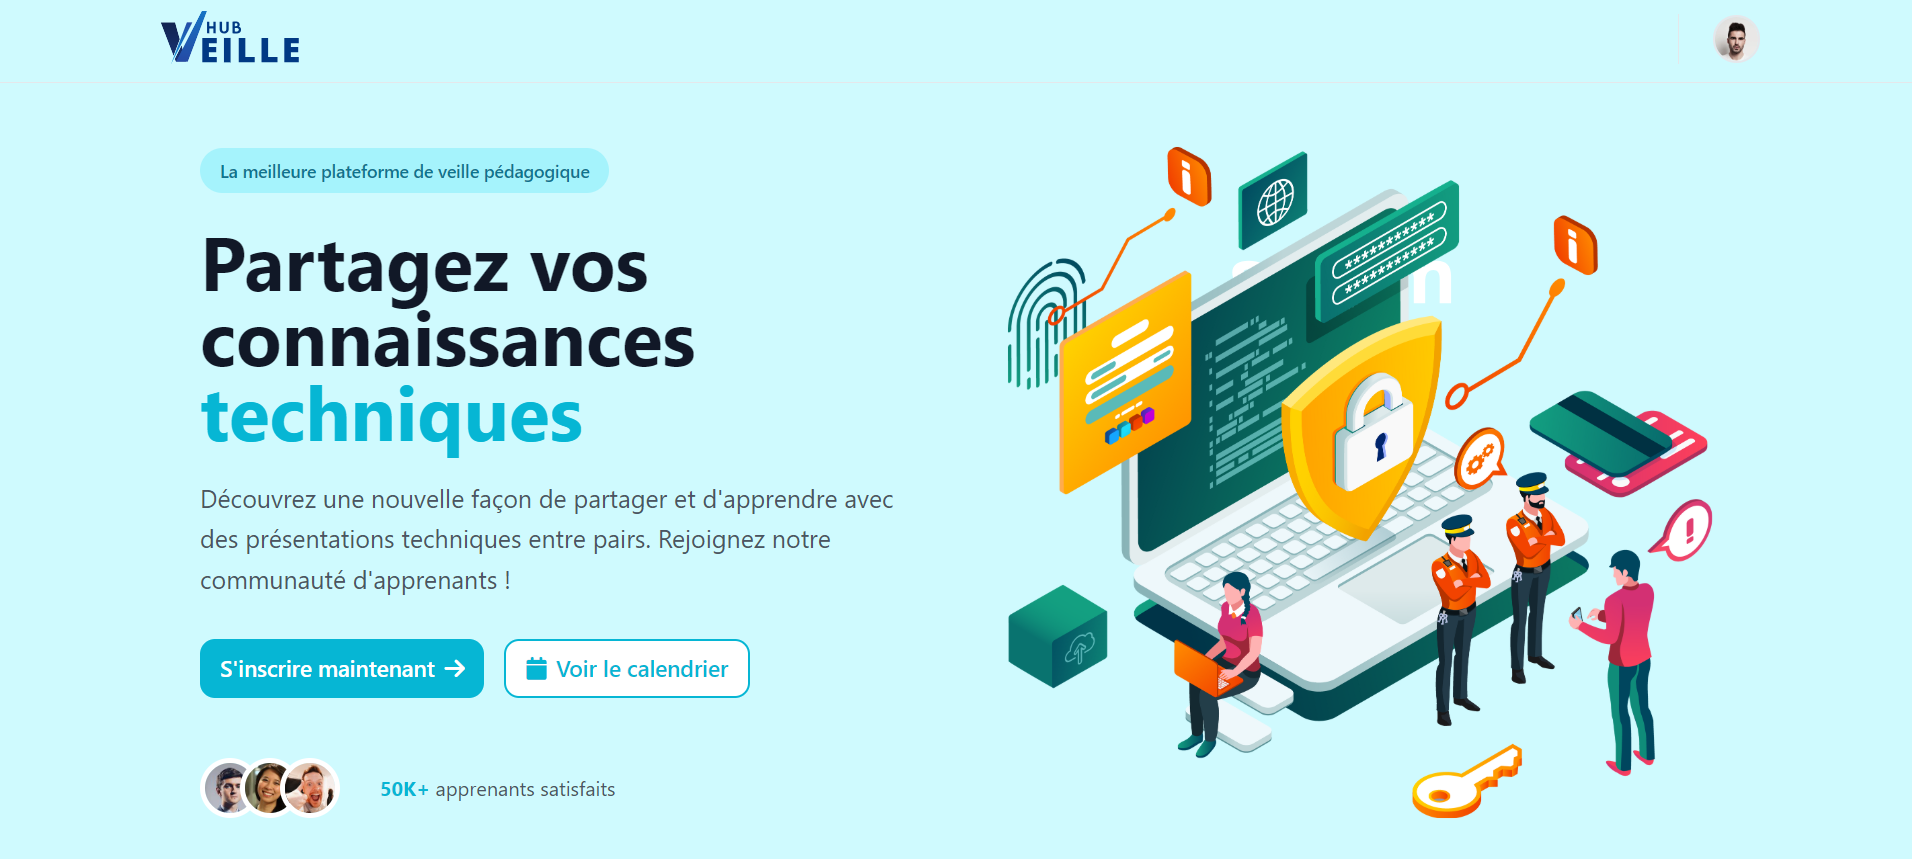 HUB
VEILLE
La meilleure plateforme de veille pédagogique
Partagez vos
connaissances
techniques
Découvrez une nouvelle façon de partager et d'apprendre avec
des présentations techniques entre pairs. Rejoignez notre
communauté d'apprenants !
S'inscrire maintenant
Voir le calendrier
50K+ apprenants satisfaits
i
i
**********
**********
!